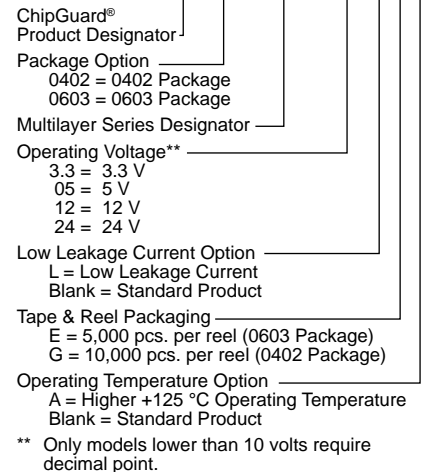 ChipGuard®
Product Designator
Package Option
0402 = 0402 Package
0603 = 0603 Package
Multilayer Series Designator
Operating Voltage**
3.3 = 3.3 V
05 = 5 V
12 = 12 V
24 = 24 V
Low Leakage Current Option
L = Low Leakage Current
Blank = Standard Product
Tape & Reel Packaging
E = 5,000 pcs. per reel (0603 Package)
G = 10,000 pcs. per reel (0402 Package)
Operating Temperature Option
A = Higher +125 °C Operating Temperature
Blank = Standard Product
** Only models lower than 10 volts require
decimal point.